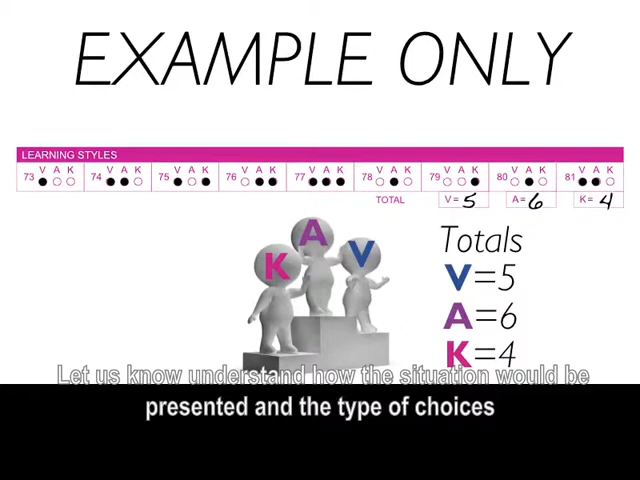 EXAMPLE ONLY
LEARNING STYLES
V A K V A K V A K V A K V A K V A K V A K V A K V A K
73 74 75 76 77 78 79 80 81
TOTAL V= 5 A= 6 K= 4
K A V
Totals
V=5
A=6
K=4
Let us know understand how the situation would be
presented and the type of choices